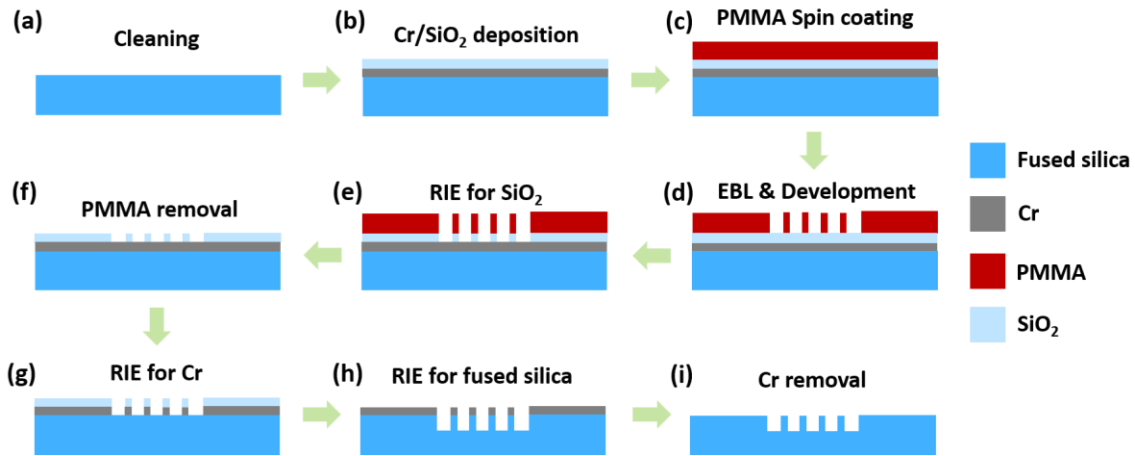 (a)
Cleaning
(b)
Cr/SiO₂ deposition
(c)
PMMA Spin coating
(f)
PMMA removal
(e)
RIE for SiO₂
(d)
EBL & Development
(g)
RIE for Cr
(h)
RIE for fused silica
(i)
Cr removal
Fused silica
Cr
PMMA
SiO₂